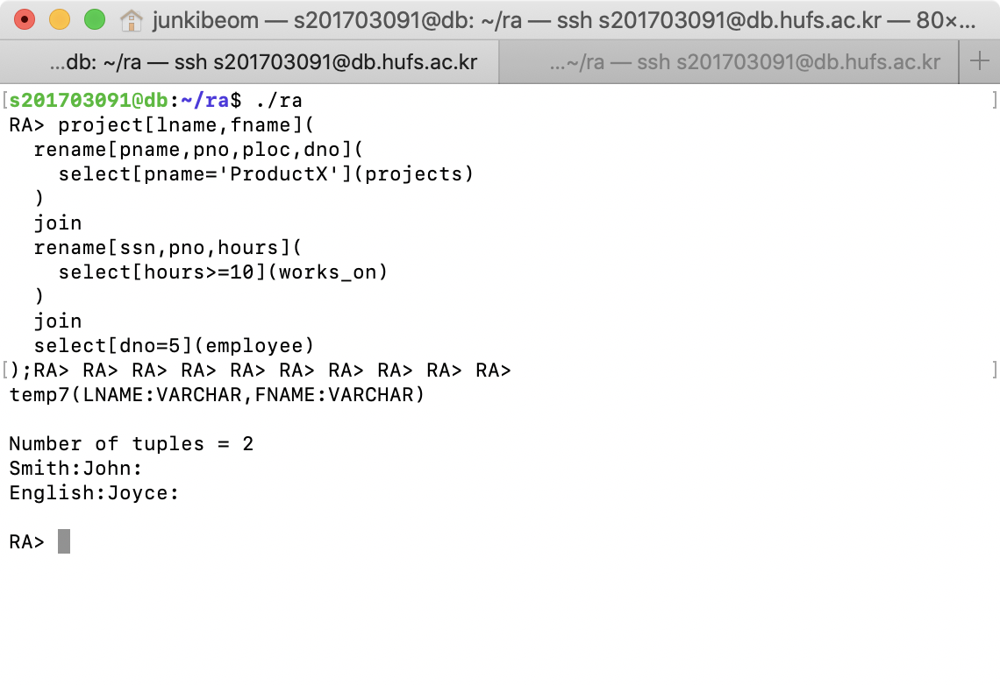 junkibeom — s201703091@db: ~/ra — ssh s201703091@db.hufs.ac.kr — 80×...
...db: ~/ra — ssh s201703091@db.hufs.ac.kr
...~/ra — ssh s201703091@db.hufs.ac.kr
[s201703091@db:~/ra$ ./ra ]
RA> project[lname,fname](
  rename[pname,pno,ploc,dno](
    select[pname='ProductX'](projects)
  )
  join
  rename[ssn,pno,hours](
    select[hours>=10](works_on)
  )
  join
  select[dno=5](employee)
[);RA> RA> RA> RA> RA> RA> RA> RA> RA> RA> ]
temp7(LNAME:VARCHAR,FNAME:VARCHAR)

Number of tuples = 2
Smith:John:
English:Joyce:

RA>